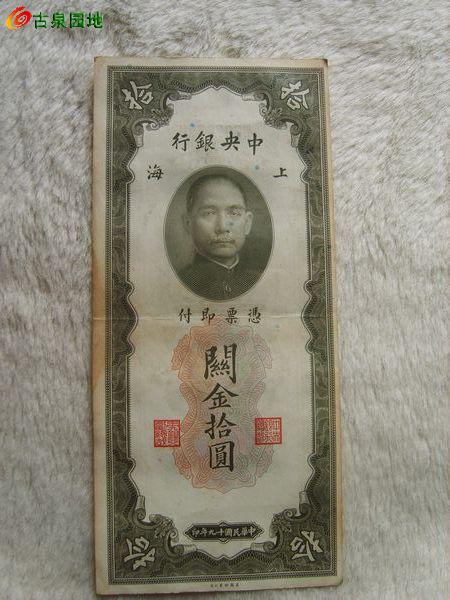 古泉园地
拾 拾
中央銀行
上海
憑票即付
關金拾圓
中華民國十九年印
拾 拾